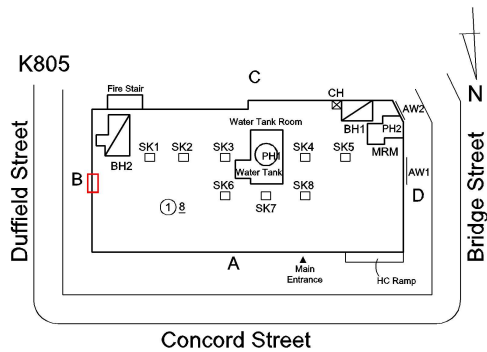 K805
N
Fire Stair
C
CH
AW2
Water Tank Room
BH1
PH2
BH2
SK1
SK2
SK3
PH1
SK4
SK5
MRM
Water Tank
AW1
B
D
SK6
SK7
SK8
1 8
A
Main
Entrance
HC Ramp
Duffield Street
Bridge Street
Concord Street